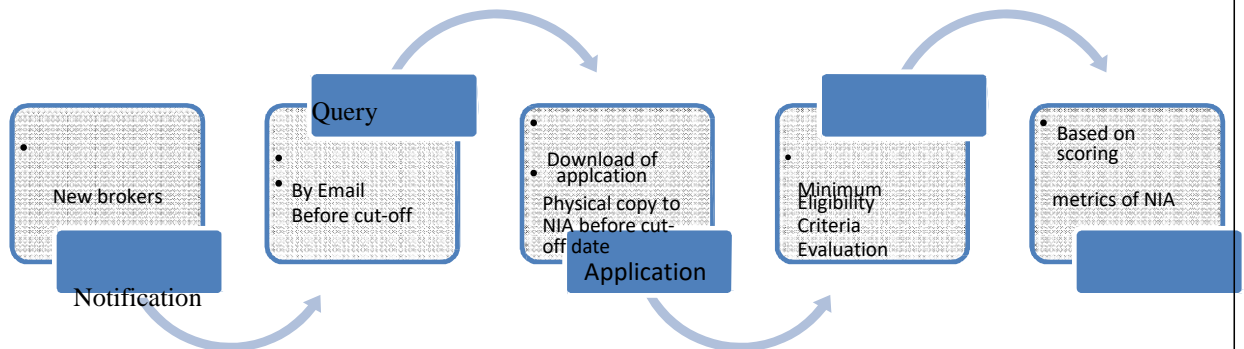 New brokers
Notification
Query
By Email
Before cut-off
Download of
applcation
Physical copy to
NIA before cut-
off date
Application
Minimum
Eligibility
Criteria
Evaluation
Based on
scoring
metrics of NIA